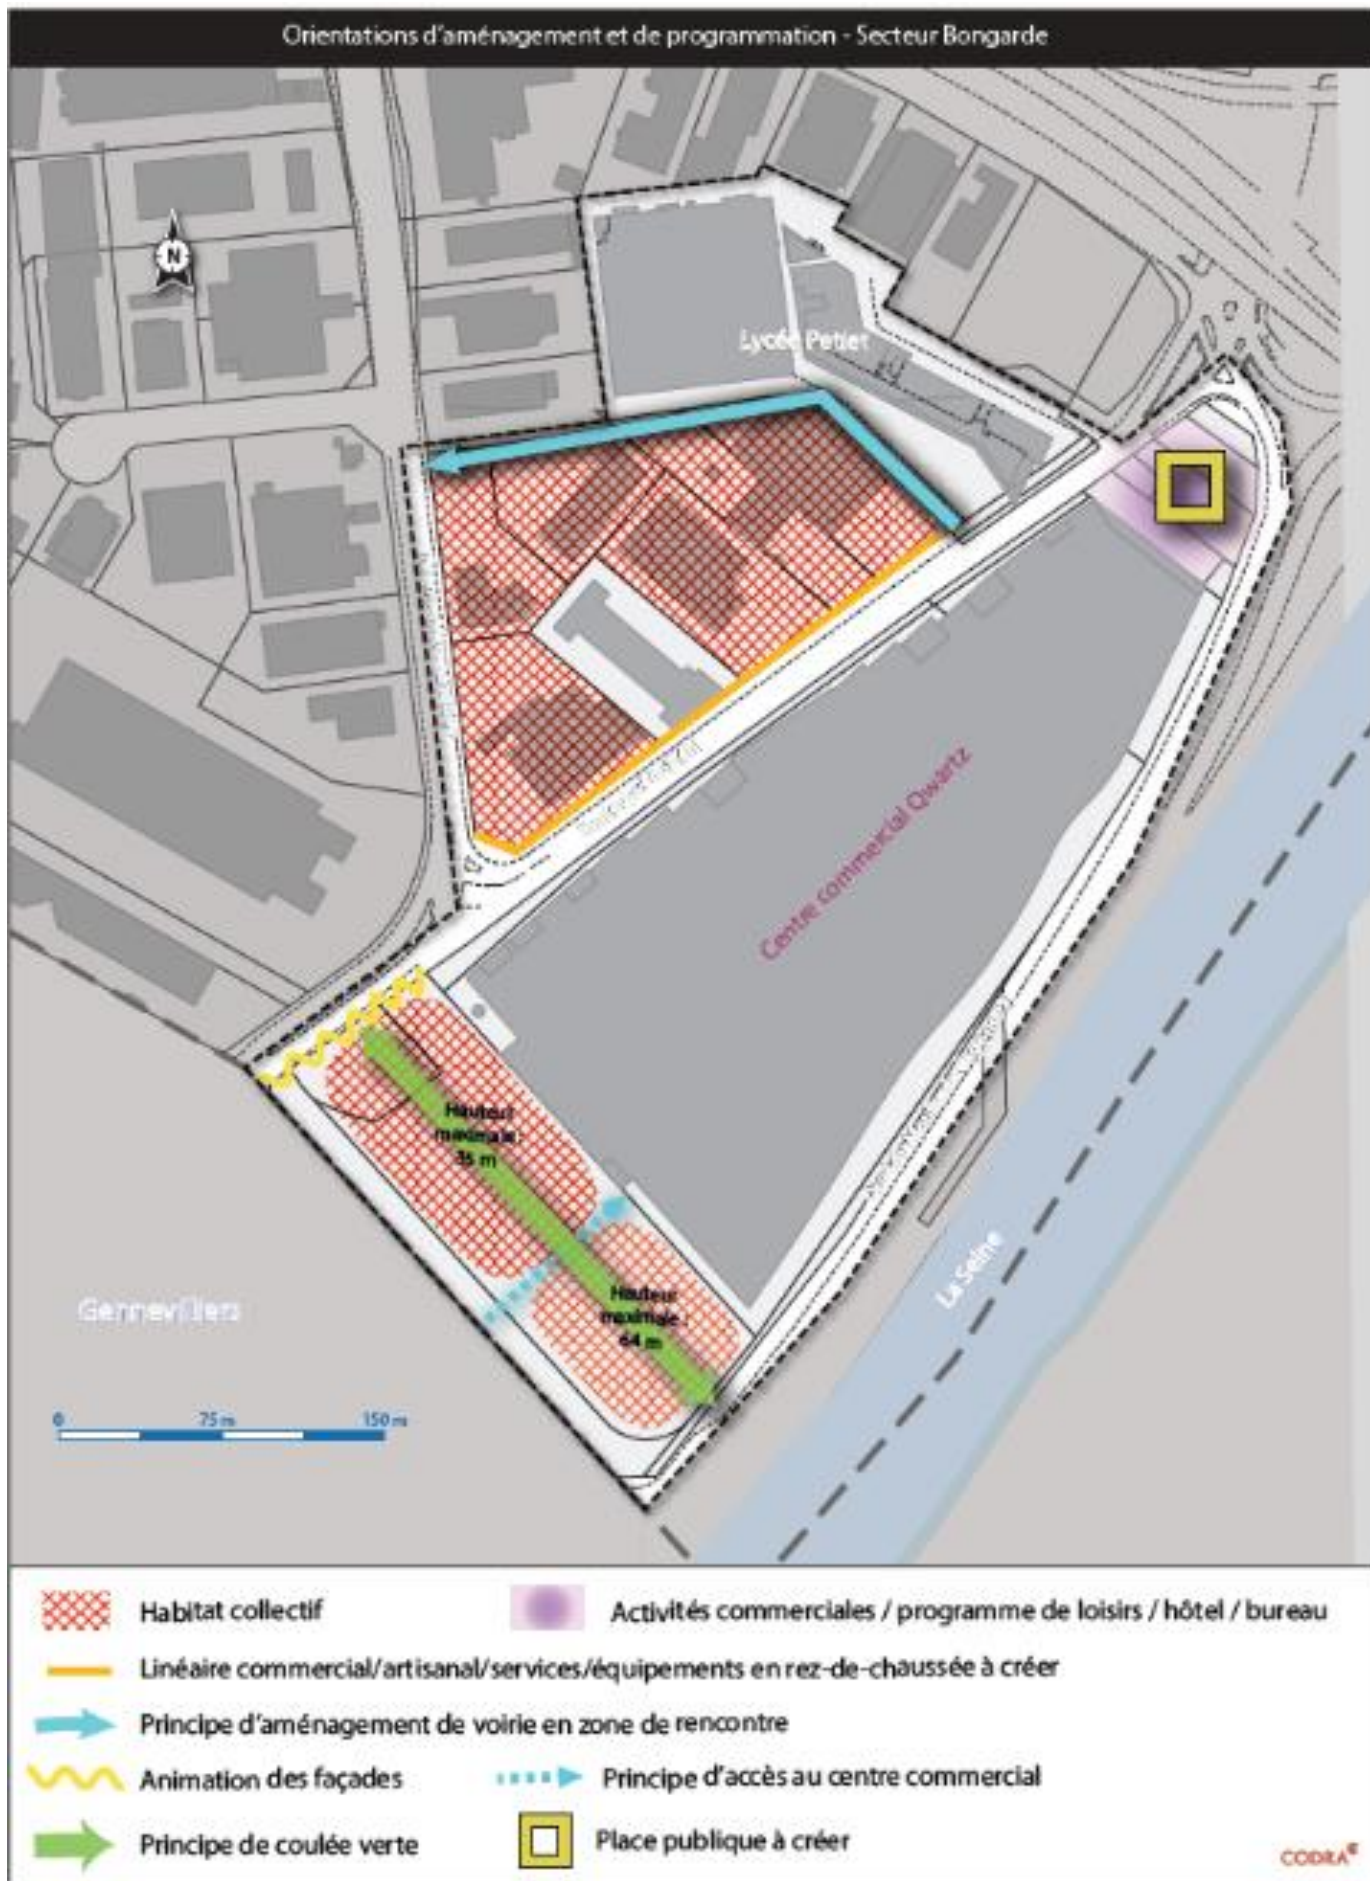 Orientations d'aménagement et de programmation - Secteur Bongarde
N
Lycée Petiet
Centre commercial Qwartz
Hauteur
maximale :
35 m
Hauteur
maximale :
64 m
La Seine
Gennevilliers
0 75 m 150 m
Habitat collectif
Activités commerciales / programme de loisirs / hôtel / bureau
Linéaire commercial/artisanal/services/équipements en rez-de-chaussée à créer
Principe d'aménagement de voirie en zone de rencontre
Animation des façades
Principe d'accès au centre commercial
Principe de coulée verte
Place publique à créer
CODRA